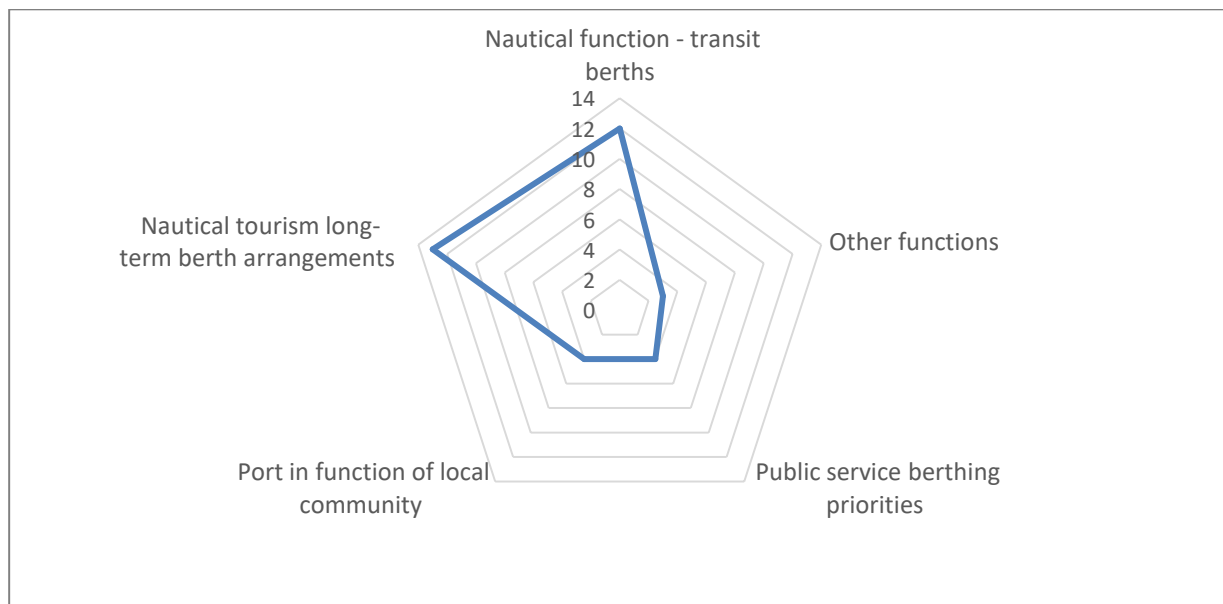 Nautical function - transit
berths
14
12
10
8
6
4
2
0
Other functions
Nautical tourism long-
term berth arrangements
Port in function of local
community
Public service berthing
priorities